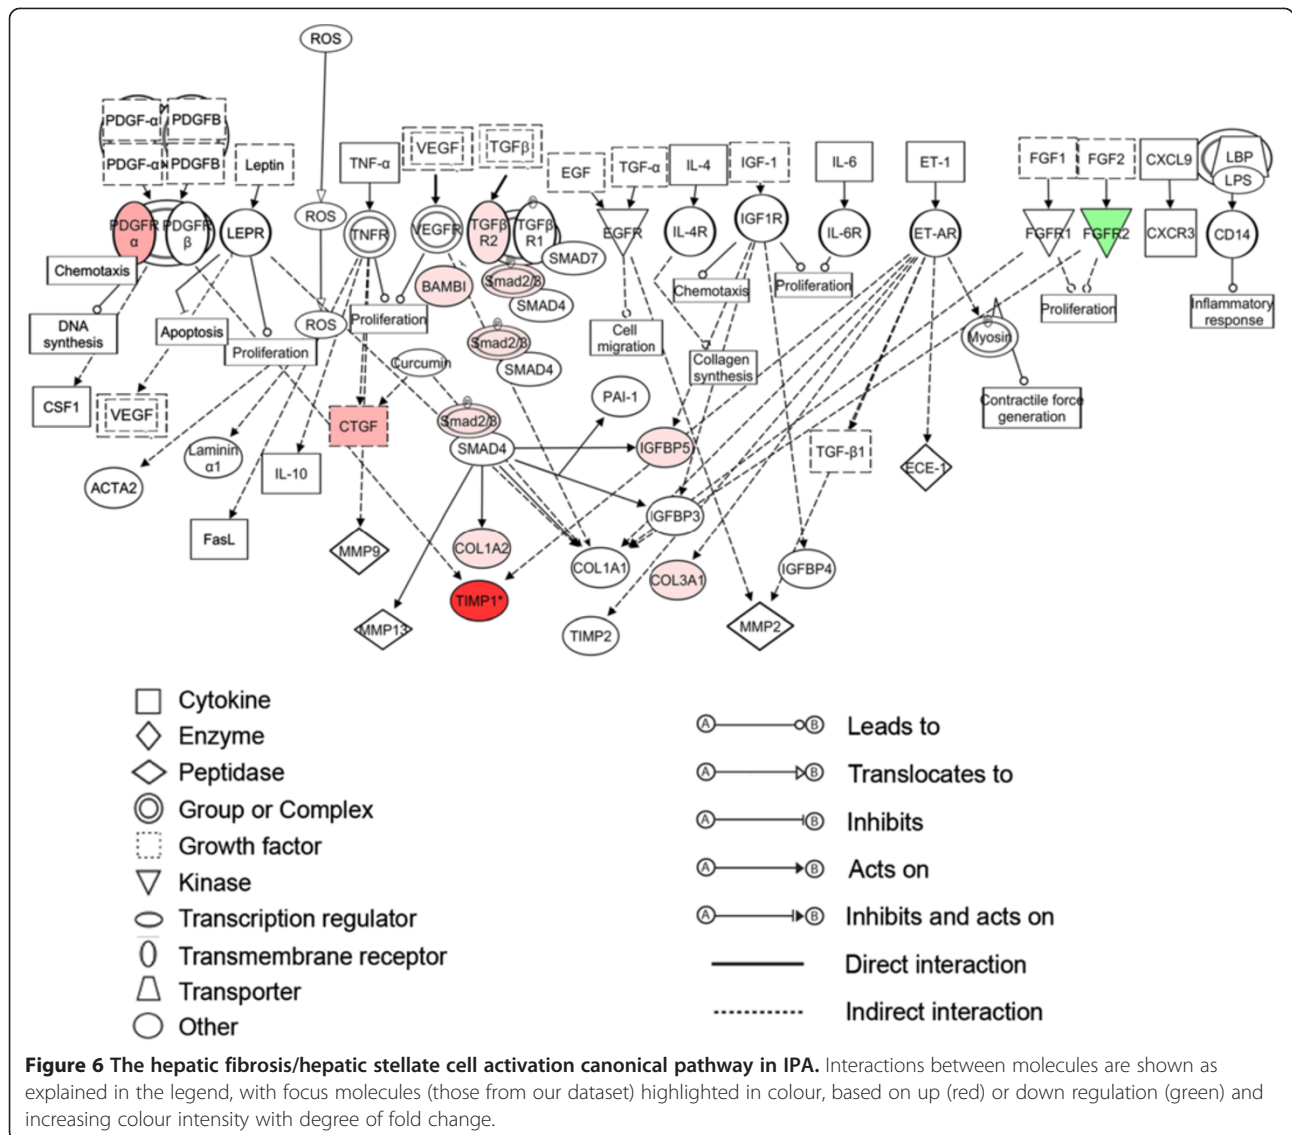 ROS
PDGF-α PDGFB
PDGF-α PDGFB Leptin TNF-α VEGF TGFβ EGF TGF-α IL-4 IGF-1 IL-6 ET-1 FGF1 FGF2 CXCL9 LBP
LPS
ROS
PDGFR α PDGFR β LEPR TNFR VEGFR TGFβ R2 TGFβ R1 EGFR IL-4R IGF1R IL-6R ET-AR FGFR1 FGFR2 CXCR3 CD14
SMAD7
Chemotaxis BAMBI P Smad2/3 Chemotaxis Proliferation
SMAD4
DNA synthesis Apoptosis ROS Proliferation Cell migration P Myosin Proliferation Inflammatory response
Proliferation P Smad2/3 Collagen synthesis
Curcumin SMAD4
CSF1 VEGF CTGF P Smad2/3 PAI-1 Contractile force generation
SMAD4 IGFBP5 TGF-β1 ECE-1
Laminin α1 IL-10
ACTA2
FasL MMP9 COL1A2 IGFBP3
COL1A1 COL3A1 IGFBP4
TIMP1*
MMP13 TIMP2 MMP2
Cytokine
Enzyme
Peptidase
Group or Complex
Growth factor
Kinase
Transcription regulator
Transmembrane receptor
Transporter
Other
A B Leads to
A B Translocates to
A B Inhibits
A B Acts on
A B Inhibits and acts on
Direct interaction
Indirect interaction
Figure 6 The hepatic fibrosis/hepatic stellate cell activation canonical pathway in IPA. Interactions between molecules are shown as
explained in the legend, with focus molecules (those from our dataset) highlighted in colour, based on up (red) or down regulation (green) and
increasing colour intensity with degree of fold change.